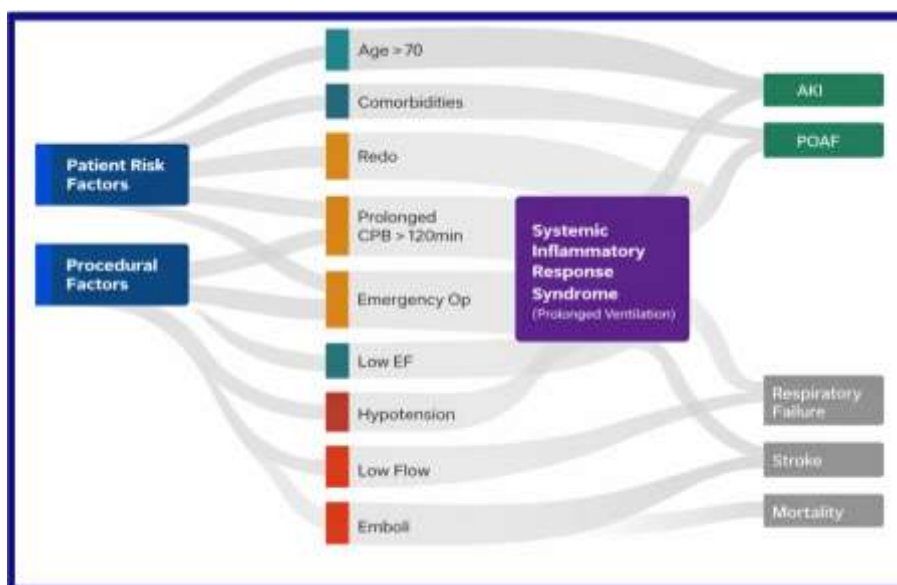 Patient Risk
Factors
Procedural
Factors
Age > 70
Comorbidities
Redo
Prolonged
CPB > 120min
Emergency Op
Low EF
Hypotension
Low Flow
Emboli
Systemic
Inflammatory
Response
Syndrome
(Prolonged Ventilation)
AKI
POAF
Respiratory
Failure
Stroke
Mortality